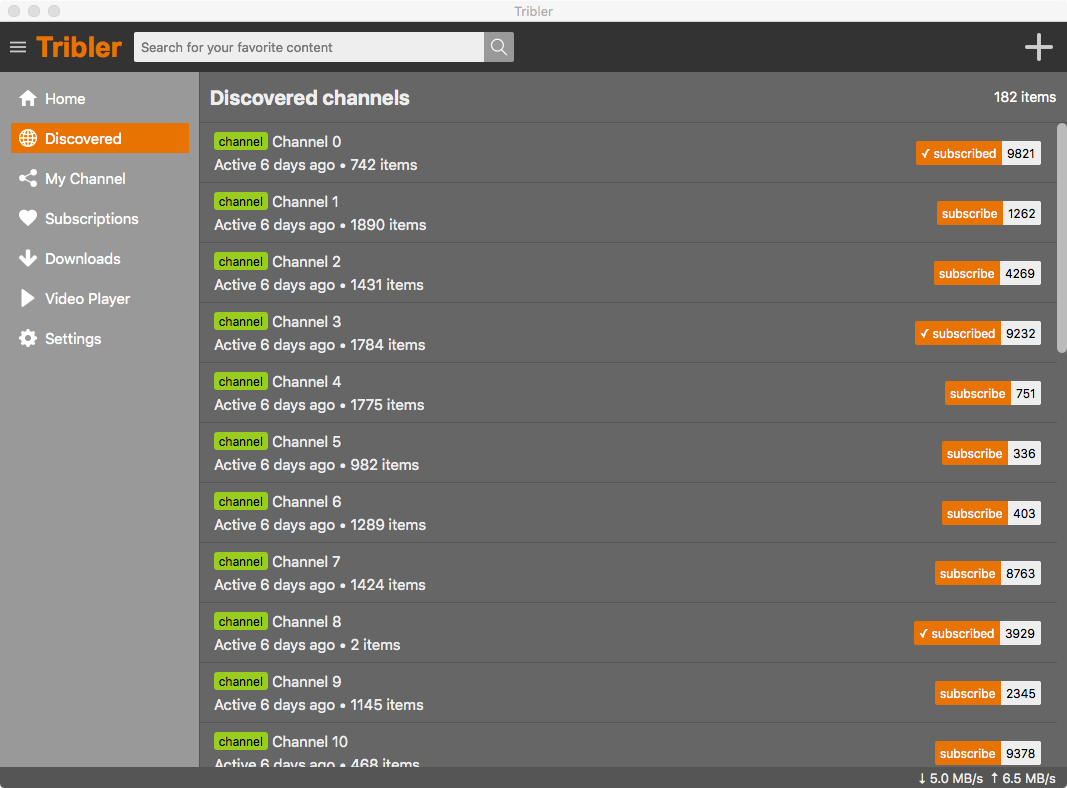 Tribler
Tribler
Search for your favorite content
Home
Discovered
My Channel
Subscriptions
Downloads
Video Player
Settings
Discovered channels
182 items
channel Channel 0
Active 6 days ago • 742 items
✓ subscribed 9821
channel Channel 1
Active 6 days ago • 1890 items
subscribe 1262
channel Channel 2
Active 6 days ago • 1431 items
subscribe 4269
channel Channel 3
Active 6 days ago • 1784 items
✓ subscribed 9232
channel Channel 4
Active 6 days ago • 1775 items
subscribe 751
channel Channel 5
Active 6 days ago • 982 items
subscribe 336
channel Channel 6
Active 6 days ago • 1289 items
subscribe 403
channel Channel 7
Active 6 days ago • 1424 items
subscribe 8763
channel Channel 8
Active 6 days ago • 2 items
✓ subscribed 3929
channel Channel 9
Active 6 days ago • 1145 items
subscribe 2345
channel Channel 10
Active 6 days ago • 468 items
subscribe 9378
↓ 5.0 MB/s ↑ 6.5 MB/s